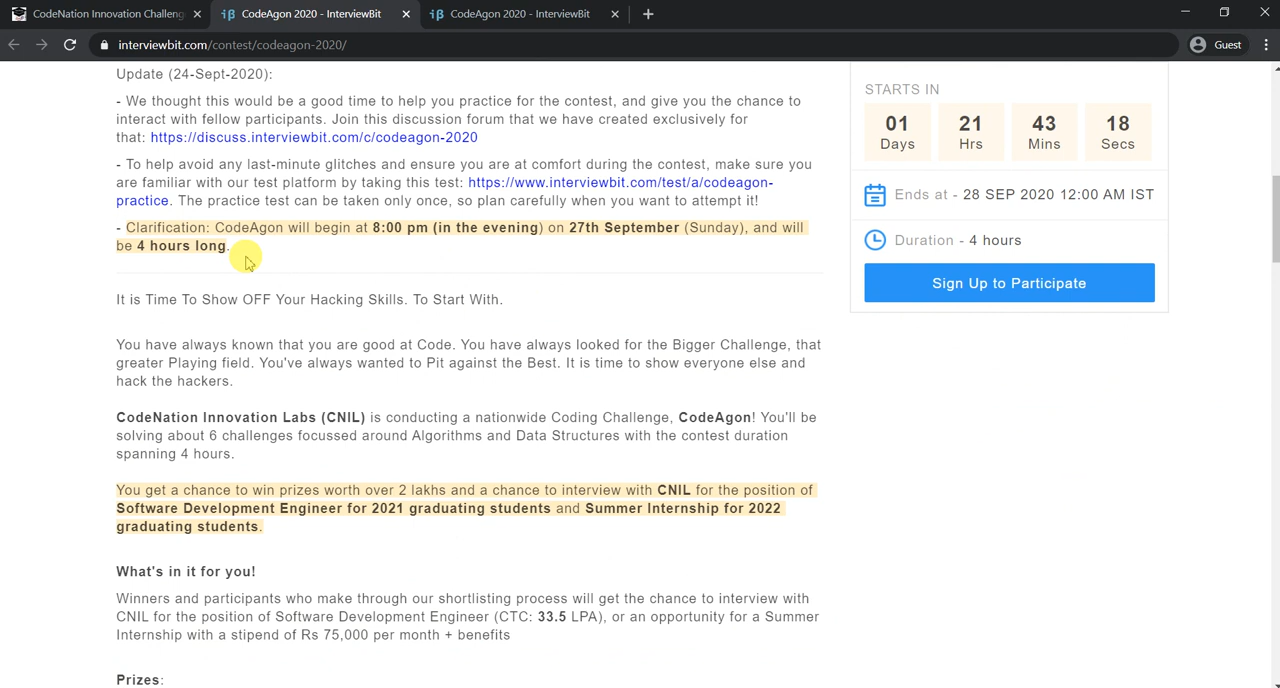 CodeNation Innovation Challeng
CodeAgon 2020 - InterviewBit
CodeAgon 2020 - InterviewBit
interviewbit.com/contest/codeagon-2020/
Guest
Update (24-Sept-2020):
- We thought this would be a good time to help you practice for the contest, and give you the chance to
interact with fellow participants. Join this discussion forum that we have created exclusively for
that: https://discuss.interviewbit.com/c/codeagon-2020
- To help avoid any last-minute glitches and ensure you are at comfort during the contest, make sure you
are familiar with our test platform by taking this test: https://www.interviewbit.com/test/a/codeagon-
practice. The practice test can be taken only once, so plan carefully when you want to attempt it!
- Clarification: CodeAgon will begin at 8:00 pm (in the evening) on 27th September (Sunday), and will
be 4 hours long.
It is Time To Show OFF Your Hacking Skills. To Start With.
You have always known that you are good at Code. You have always looked for the Bigger Challenge, that
greater Playing field. You've always wanted to Pit against the Best. It is time to show everyone else and
hack the hackers.
CodeNation Innovation Labs (CNIL) is conducting a nationwide Coding Challenge, CodeAgon! You'll be
solving about 6 challenges focussed around Algorithms and Data Structures with the contest duration
spanning 4 hours.
You get a chance to win prizes worth over 2 lakhs and a chance to interview with CNIL for the position of
Software Development Engineer for 2021 graduating students and Summer Internship for 2022
graduating students.
What's in it for you!
Winners and participants who make through our shortlisting process will get the chance to interview with
CNIL for the position of Software Development Engineer (CTC: 33.5 LPA), or an opportunity for a Summer
Internship with a stipend of Rs 75,000 per month + benefits
Prizes:
STARTS IN
01 21 43 18
Days Hrs Mins Secs
Ends at - 28 SEP 2020 12:00 AM IST
Duration - 4 hours
Sign Up to Participate